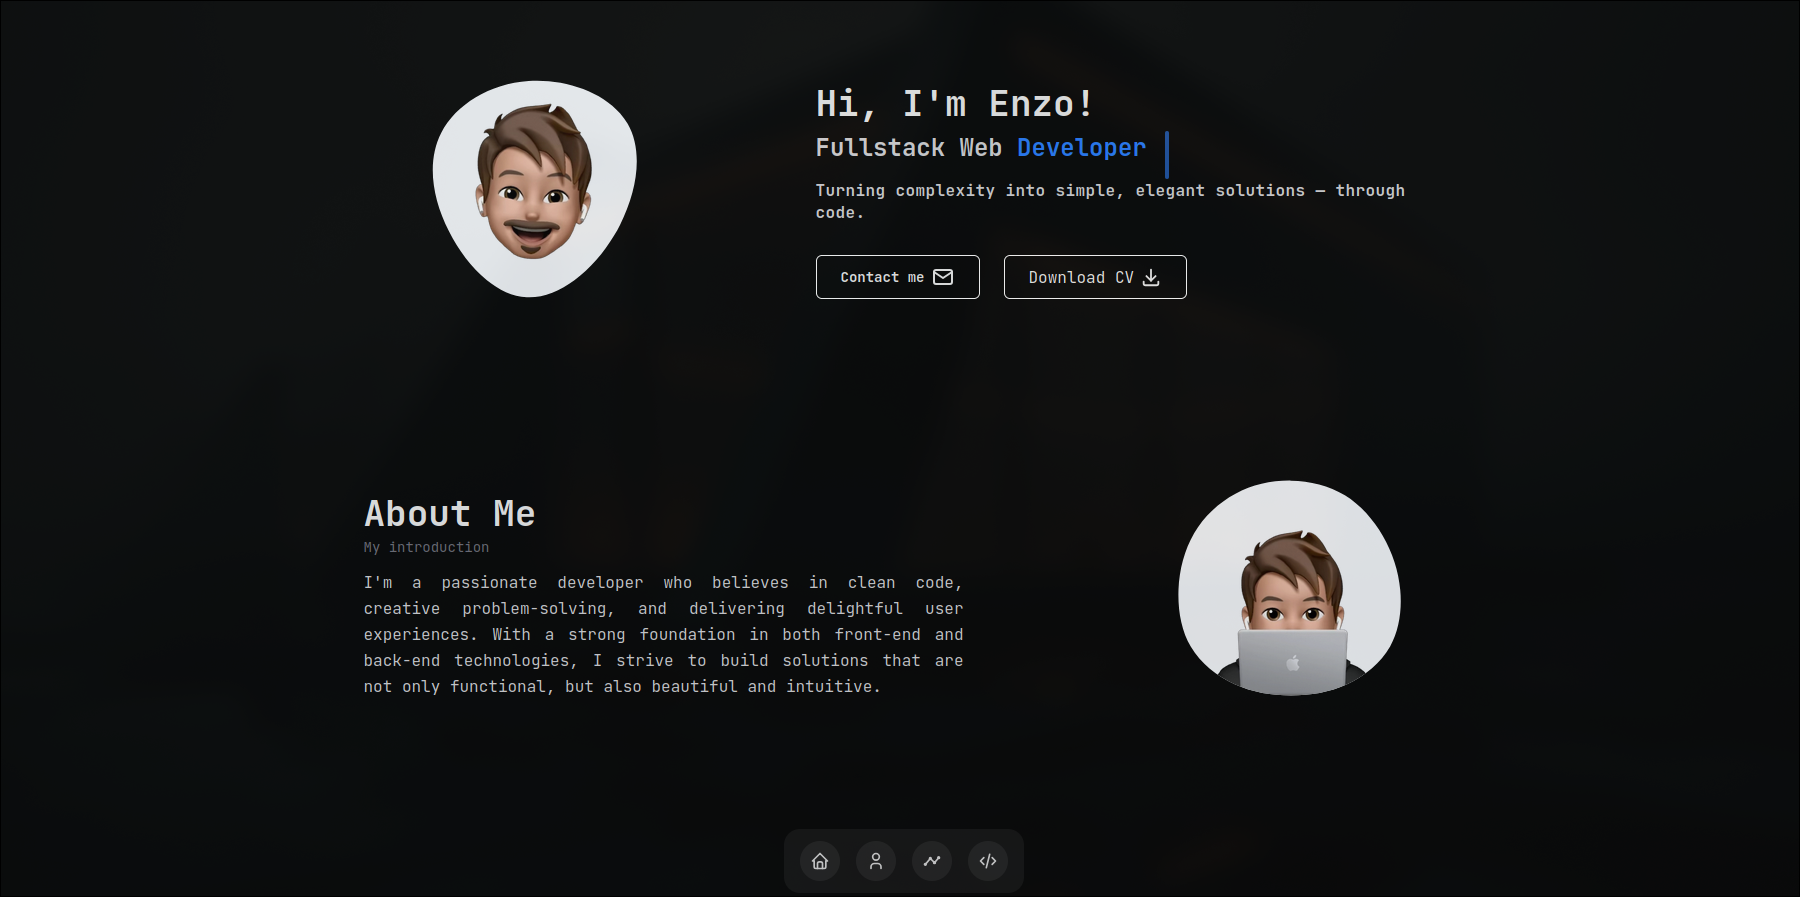 Hi, I'm Enzo!
Fullstack Web Developer
Turning complexity into simple, elegant solutions — through
code.
Contact me
Download CV
About Me
My introduction
I'm a passionate developer who believes in clean code,
creative problem-solving, and delivering delightful user
experiences. With a strong foundation in both front-end and
back-end technologies, I strive to build solutions that are
not only functional, but also beautiful and intuitive.